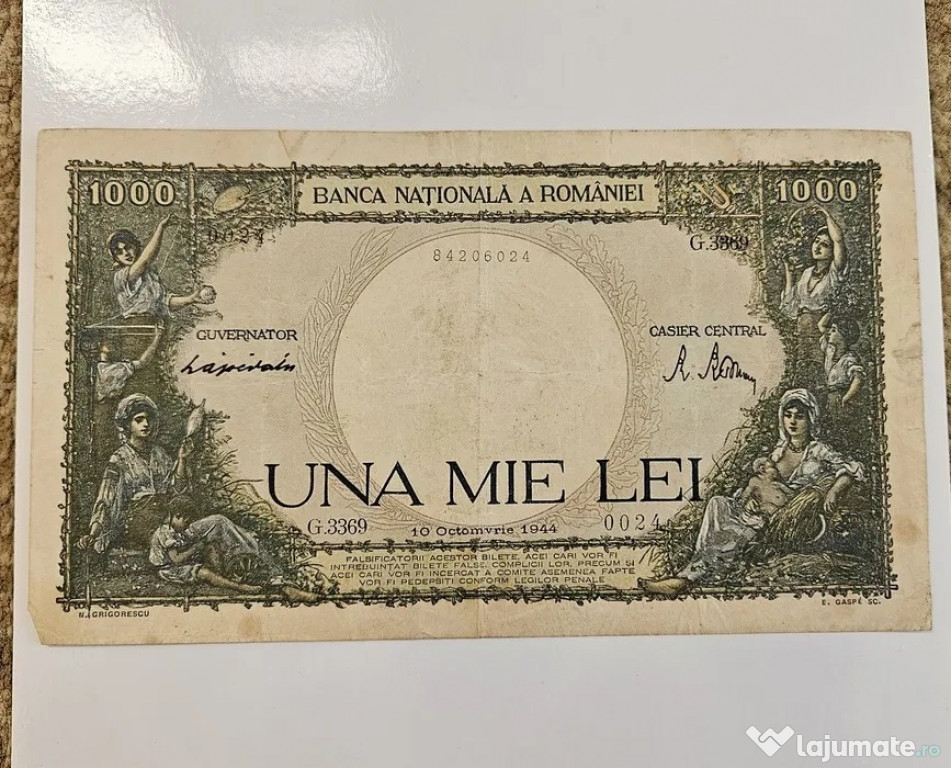 1000 BANCA NAȚIONALĂ A ROMÂNIEI 1000
0024 G.3369
84206024
GUVERNATOR CASIER CENTRAL
UNA MIE LEI
G.3369 10 Octomvrie 1944 0024
FALSIFICATORII ACESTOR BILETE, ACEI CARI VOR FI
INTREBUINȚAT BILETE FALSE, COMPLICII LOR, PRECUM ȘI
ACEI CARI VOR FI INCERCAT A COMITE ASEMENEA FAPTE
VOR FI PEDEPSIȚI CONFORM LEGILOR PENALE
N. GRIGORESCU E. GASPÉ SC.
lajumate.ro